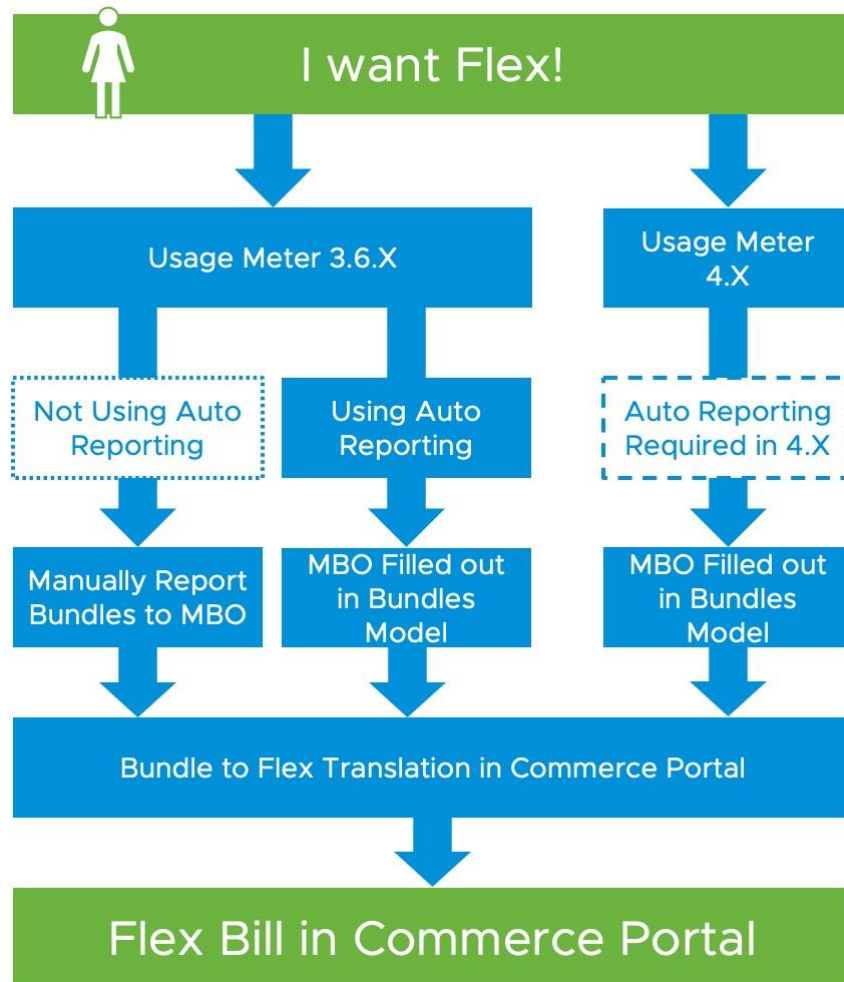 I want Flex!
Usage Meter 3.6.X
Usage Meter
4.X
Not Using Auto
Reporting
Using Auto
Reporting
Auto Reporting
Required in 4.X
Manually Report
Bundles to MBO
MBO Filled out
in Bundles
Model
MBO Filled out
in Bundles
Model
Bundle to Flex Translation in Commerce Portal
Flex Bill in Commerce Portal